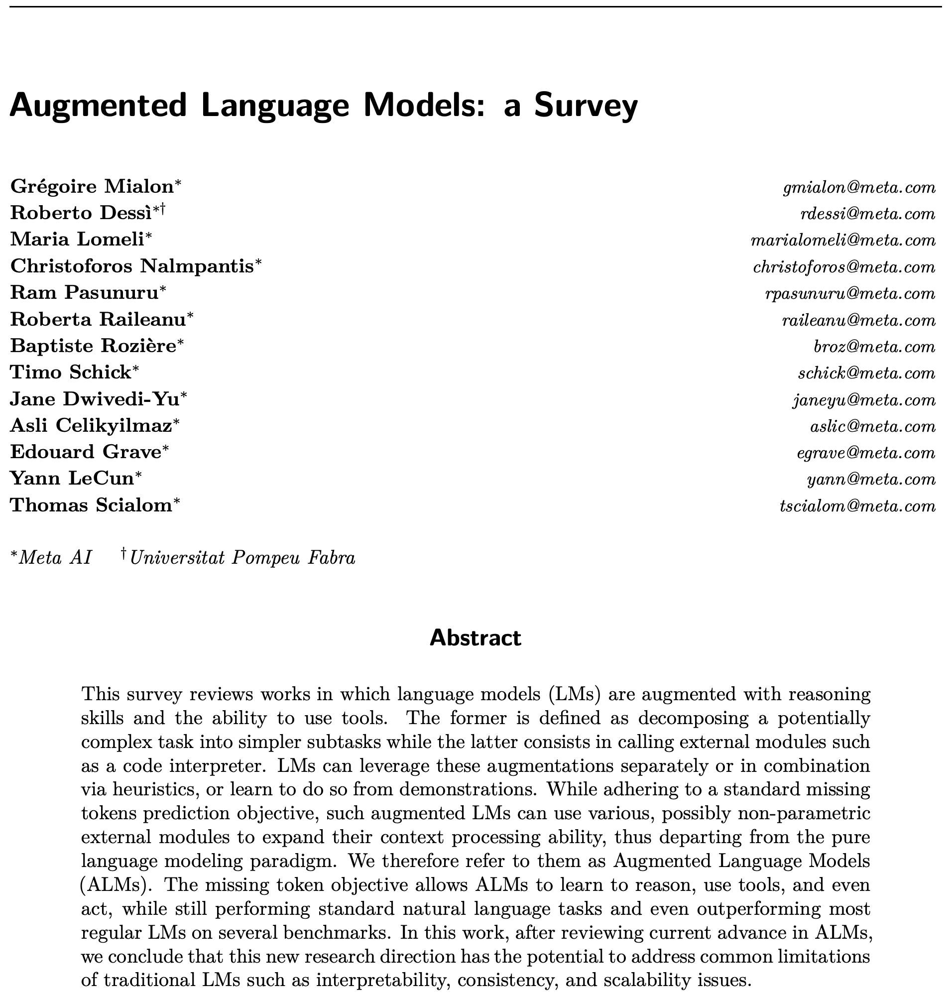 Augmented Language Models: a Survey
Grégoire Mialon* gmialon@meta.com
Roberto Dessì*† rdessi@meta.com
Maria Lomeli* marialomeli@meta.com
Christoforos Nalmpantis* christoforos@meta.com
Ram Pasunuru* rpasunuru@meta.com
Roberta Raileanu* raileanu@meta.com
Baptiste Rozière* broz@meta.com
Timo Schick* schick@meta.com
Jane Dwivedi-Yu* janeyu@meta.com
Asli Celikyilmaz* aslic@meta.com
Edouard Grave* egrave@meta.com
Yann LeCun* yann@meta.com
Thomas Scialom* tscialom@meta.com
*Meta AI †Universitat Pompeu Fabra
Abstract
This survey reviews works in which language models (LMs) are augmented with reasoning
skills and the ability to use tools. The former is defined as decomposing a potentially
complex task into simpler subtasks while the latter consists in calling external modules such
as a code interpreter. LMs can leverage these augmentations separately or in combination
via heuristics, or learn to do so from demonstrations. While adhering to a standard missing
tokens prediction objective, such augmented LMs can use various, possibly non-parametric
external modules to expand their context processing ability, thus departing from the pure
language modeling paradigm. We therefore refer to them as Augmented Language Models
(ALMs). The missing token objective allows ALMs to learn to reason, use tools, and even
act, while still performing standard natural language tasks and even outperforming most
regular LMs on several benchmarks. In this work, after reviewing current advance in ALMs,
we conclude that this new research direction has the potential to address common limitations
of traditional LMs such as interpretability, consistency, and scalability issues.